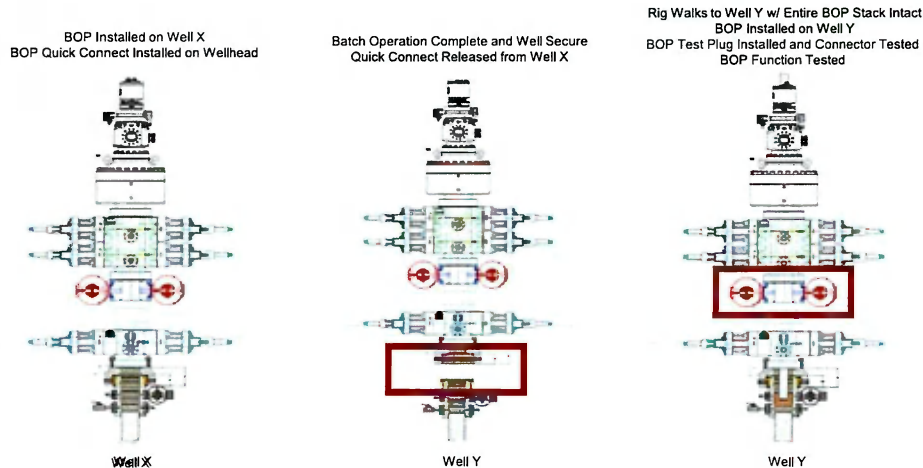 BOP Installed on Well X
BOP Quick Connect Installed on Wellhead
Batch Operation Complete and Well Secure
Quick Connect Released from Well X
Rig Walks to Well Y w/ Entire BOP Stack Intact
BOP Installed on Well Y
BOP Test Plug Installed and Connector Tested
BOP Function Tested
Well X
Well Y
Well Y